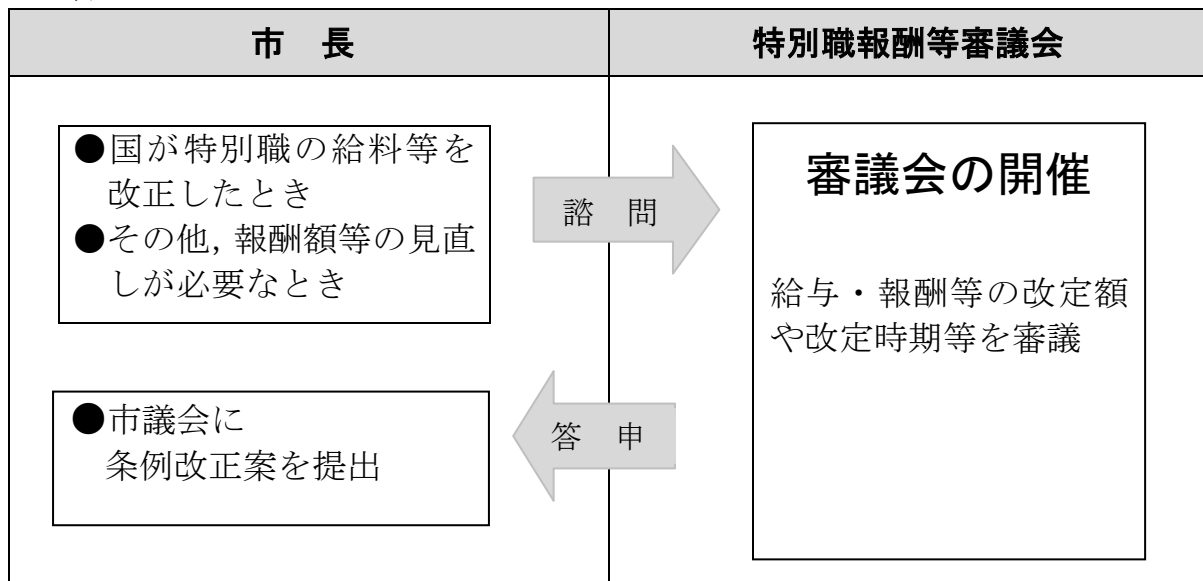 市　長
特別職報酬等審議会
●国が特別職の給料等を
改正したとき
●その他，報酬額等の見直
しが必要なとき
諮　問
審議会の開催
給与・報酬等の改定額
や改定時期等を審議
答　申
●市議会に
条例改正案を提出